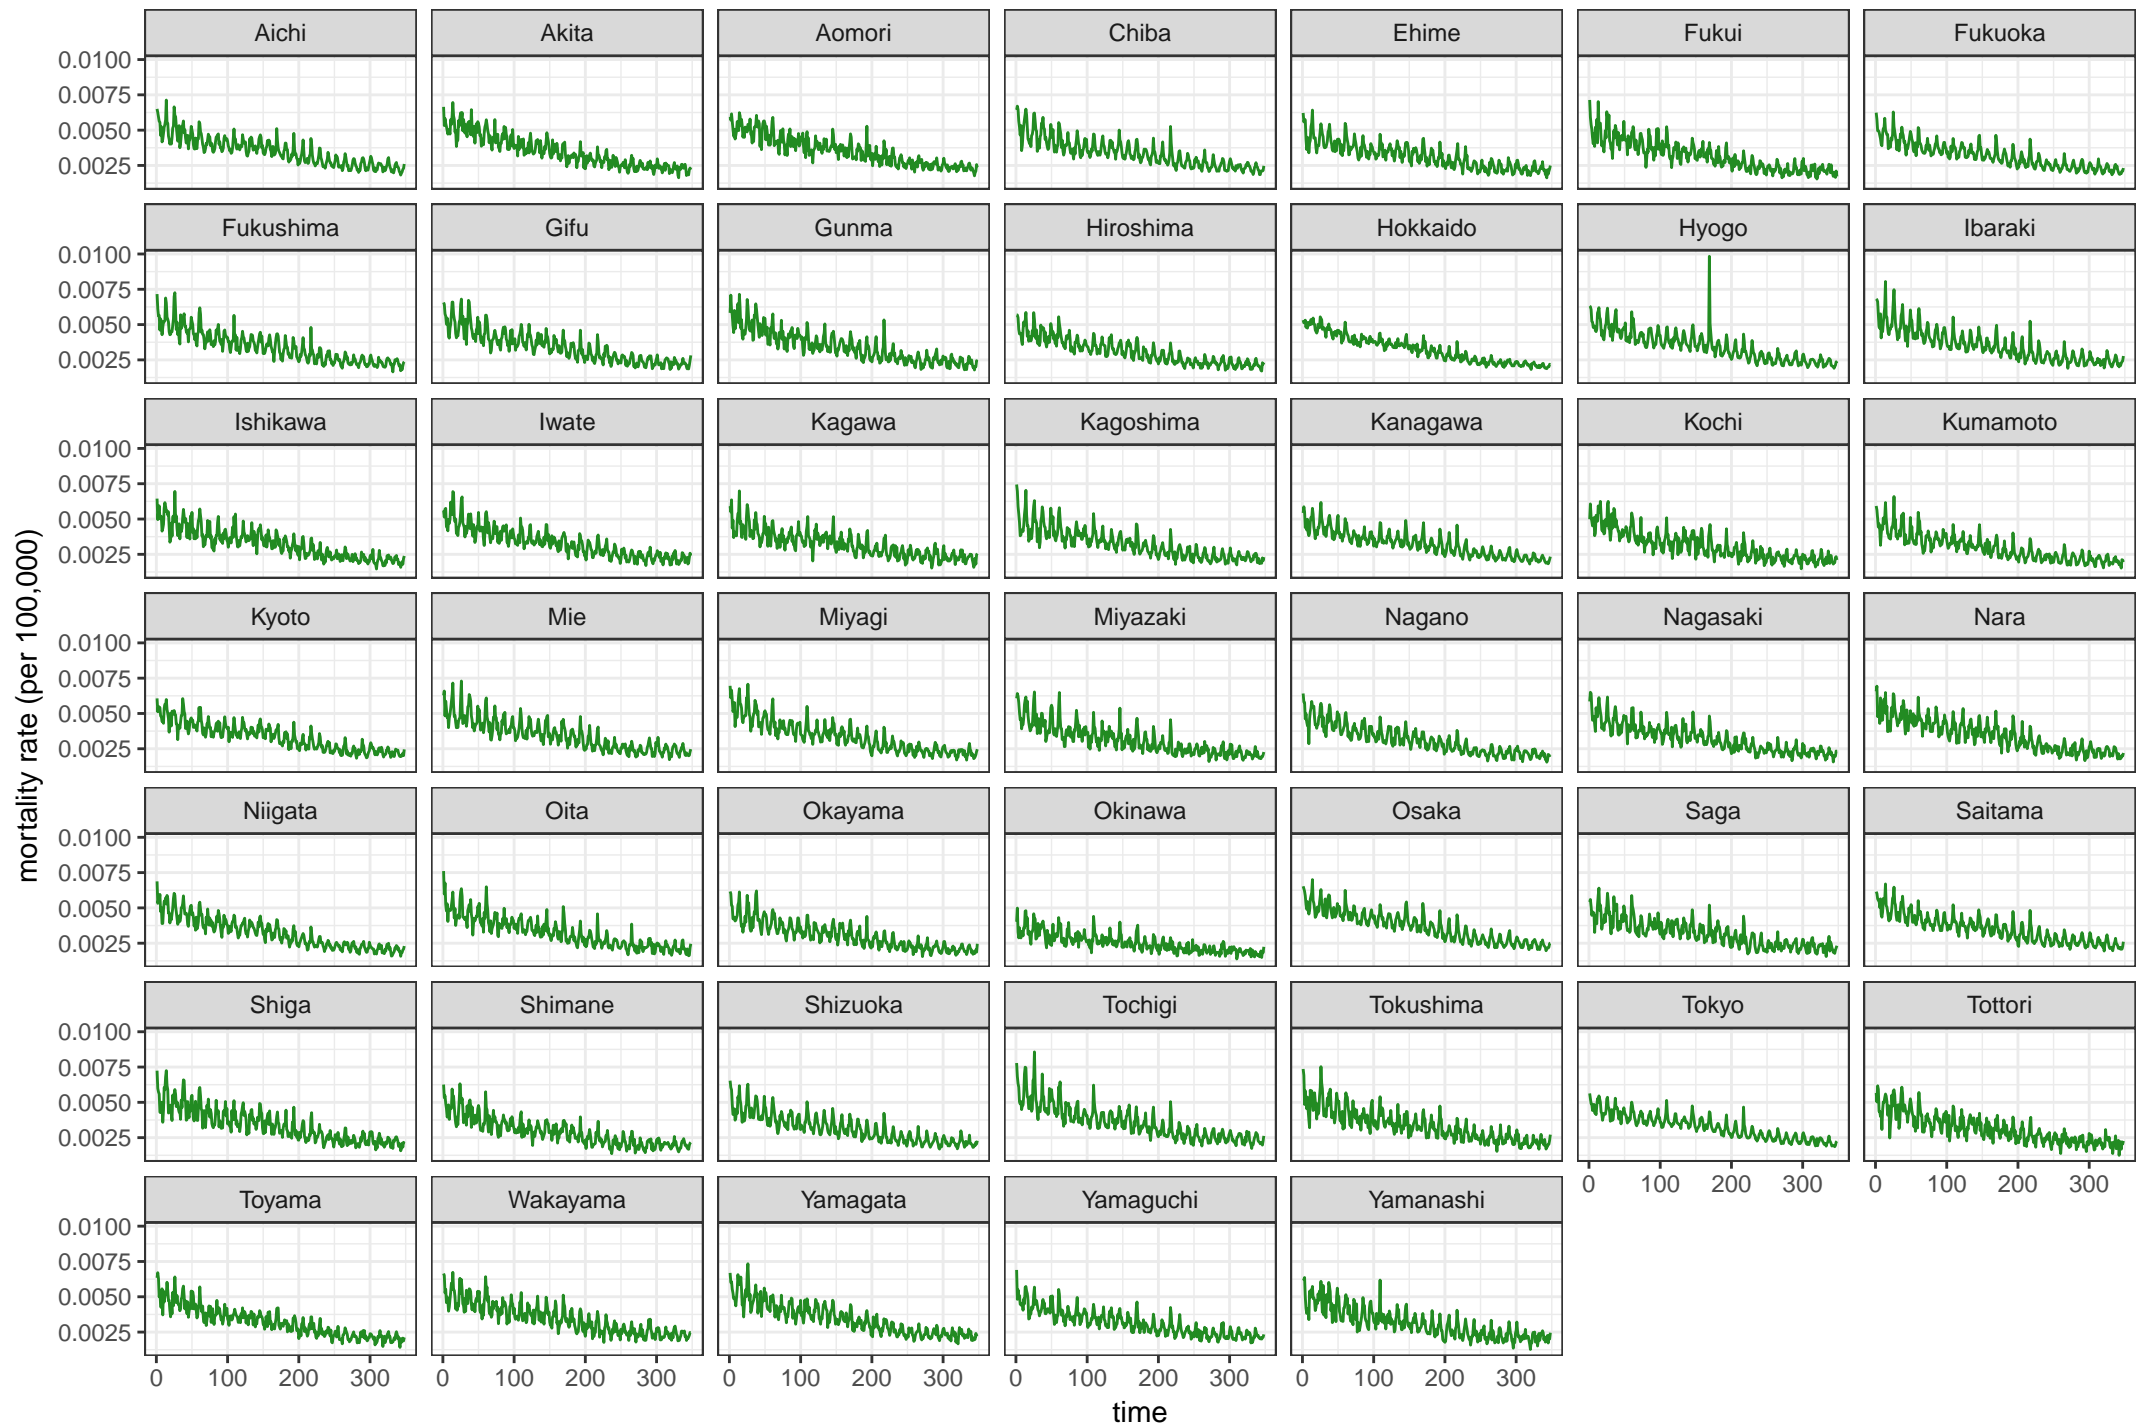 Aichi Akita Aomori Chiba Ehime Fukui Fukuoka
0.0100
0.0075
0.0050
0.0025
Fukushima Gifu Gunma Hiroshima Hokkaido Hyogo Ibaraki
0.0100
0.0075
0.0050
0.0025
Ishikawa Iwate Kagawa Kagoshima Kanagawa Kochi Kumamoto
0.0100
0.0075
0.0050
0.0025
mortality rate (per 100,000)
Kyoto Mie Miyagi Miyazaki Nagano Nagasaki Nara
0.0100
0.0075
0.0050
0.0025
Niigata Oita Okayama Okinawa Osaka Saga Saitama
0.0100
0.0075
0.0050
0.0025
Shiga Shimane Shizuoka Tochigi Tokushima Tokyo Tottori
0.0100
0.0075
0.0050
0.0025
0 100 200 300 0 100 200 300
Toyama Wakayama Yamagata Yamaguchi Yamanashi
0.0100
0.0075
0.0050
0.0025
0 100 200 300 0 100 200 300 0 100 200 300 0 100 200 300 0 100 200 300
time